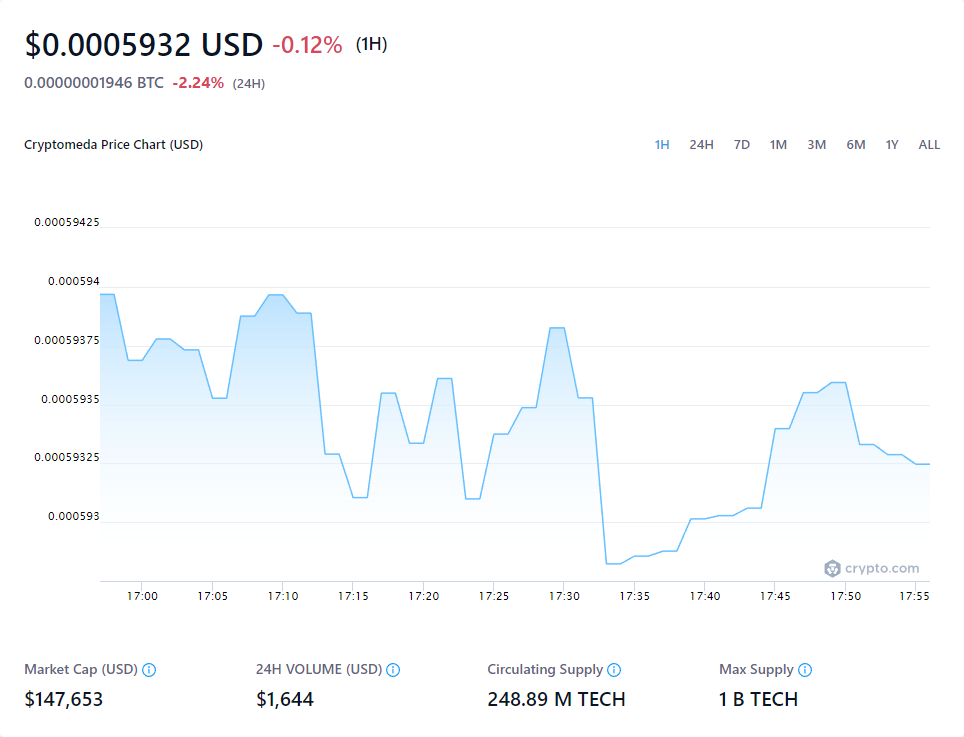 $0.0005932 USD -0.12% (1H)
0.00000001946 BTC -2.24% (24H)
Cryptomeda Price Chart (USD) 1H 24H 7D 1M 3M 6M 1Y ALL
0.00059425
0.000594
0.00059375
0.0005935
0.00059325
0.000593
crypto.com
17:00 17:05 17:10 17:15 17:20 17:25 17:30 17:35 17:40 17:45 17:50 17:55
Market Cap (USD) 24H VOLUME (USD) Circulating Supply Max Supply
$147,653 $1,644 248.89 M TECH 1 B TECH